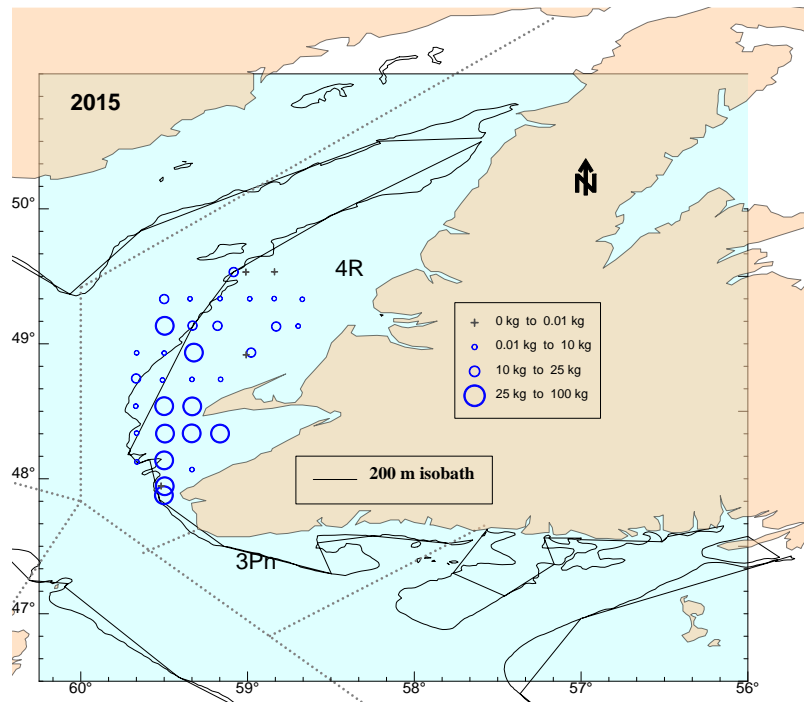 2015
N
50°
4R
49°
0 kg to 0.01 kg
0.01 kg to 10 kg
10 kg to 25 kg
25 kg to 100 kg
48°
200 m isobath
3Pn
47°
60° 59° 58° 57° 56°